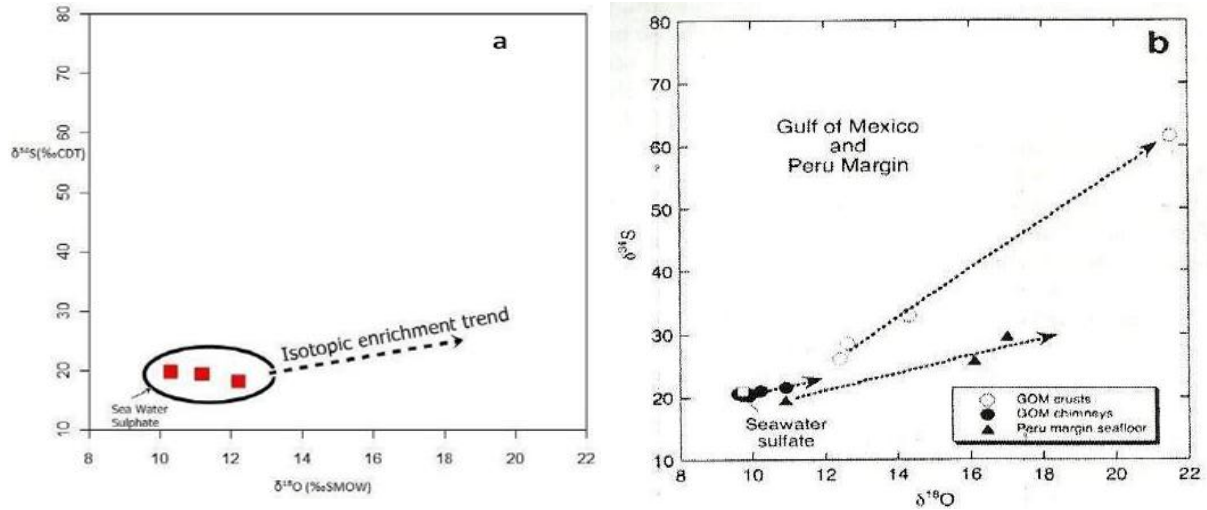 a
80
70
60
50
40
30
20
10
δ³⁴S(‰CDT)
Isotopic enrichment trend
Sea Water
Sulphate
8
10
12
14
16
18
20
22
δ¹⁸O (‰SMOW)
b
80
70
60
50
40
30
20
10
δ³⁴S
Gulf of Mexico
and
Peru Margin
?
Seawater
sulfate
GOM crusts
GOM chimneys
Peru margin seafloor
8
10
12
14
16
18
20
22
δ¹⁸O